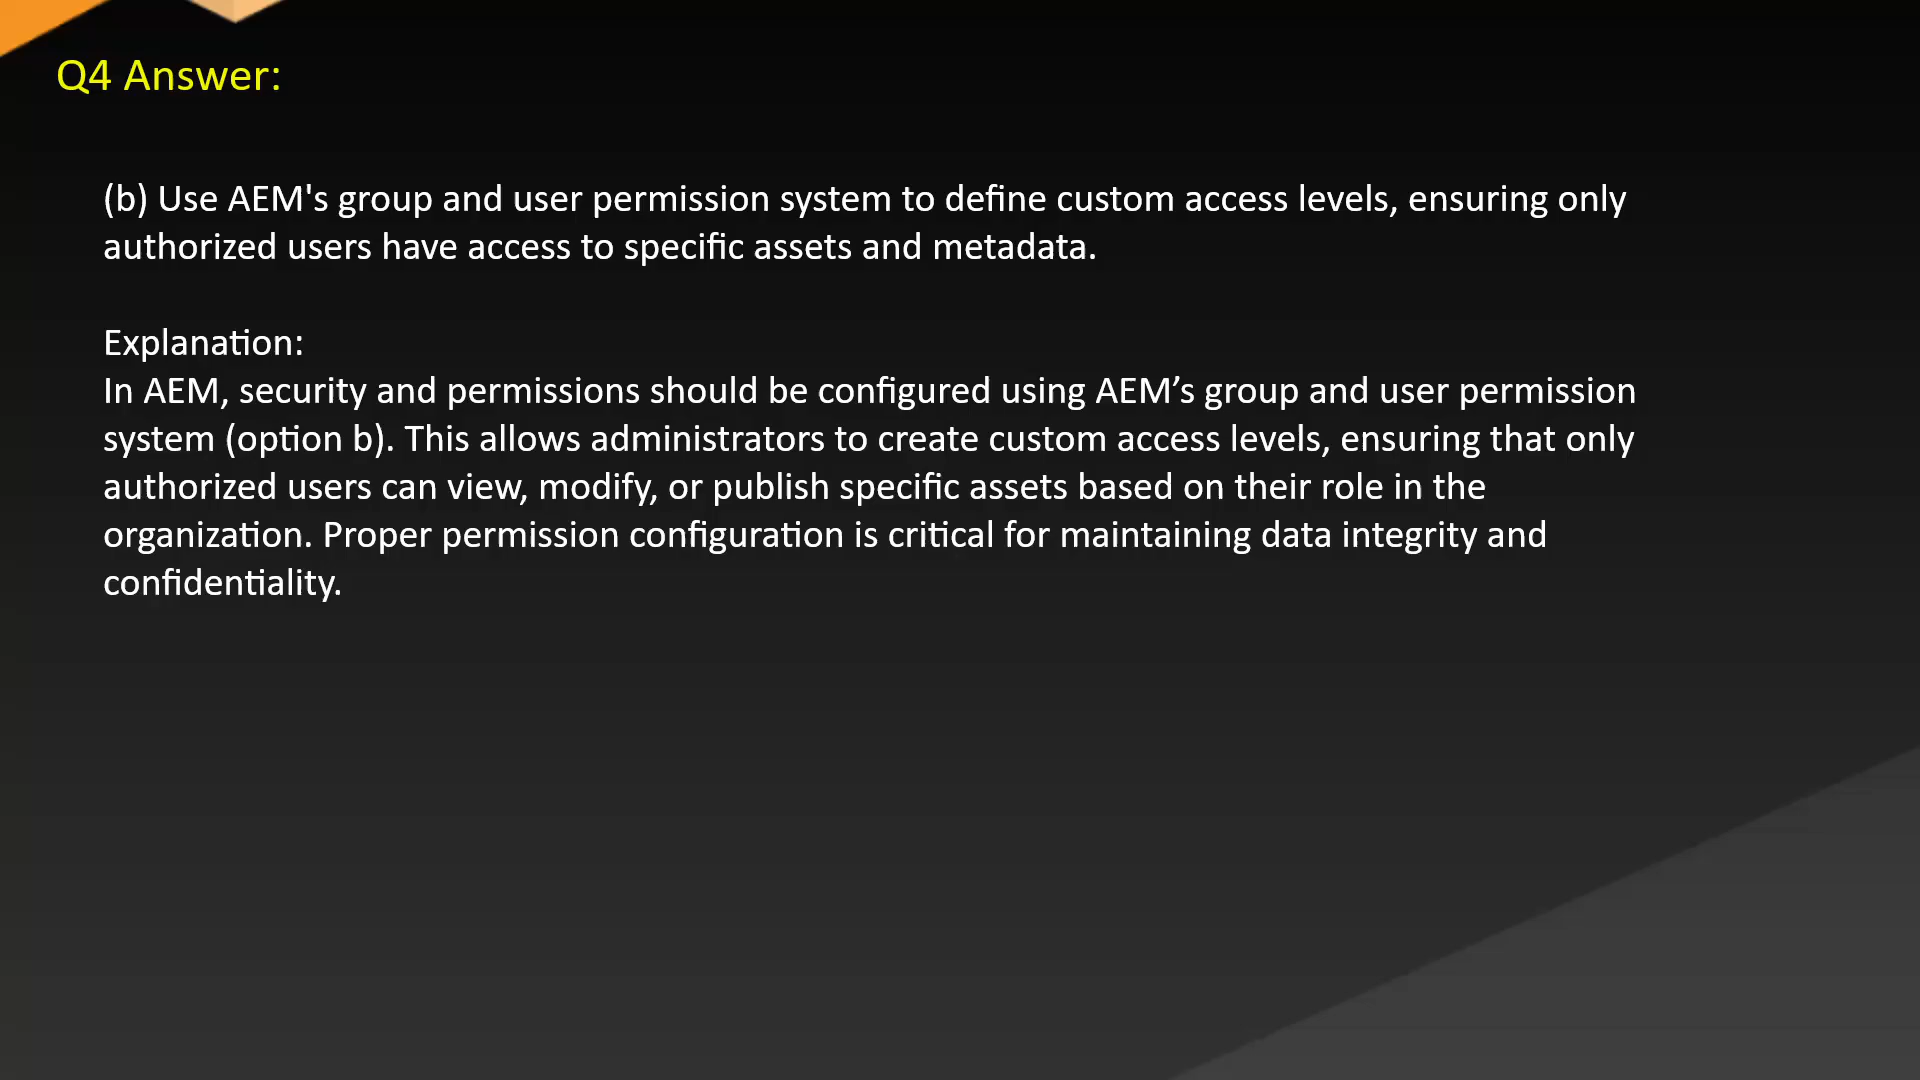 Q4 Answer:
(b) Use AEM's group and user permission system to define custom access levels, ensuring only
authorized users have access to specific assets and metadata.
Explanation:
In AEM, security and permissions should be configured using AEM’s group and user permission
system (option b). This allows administrators to create custom access levels, ensuring that only
authorized users can view, modify, or publish specific assets based on their role in the
organization. Proper permission configuration is critical for maintaining data integrity and
confidentiality.